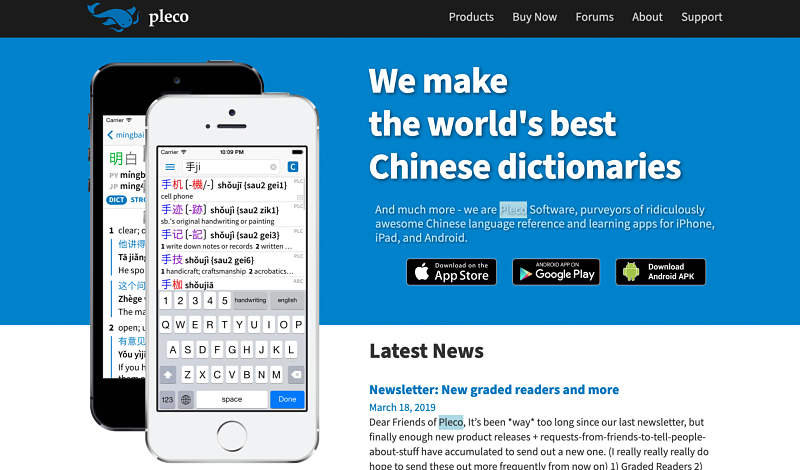 pleco
Products
Buy Now
Forums
About
Support
We make
the world's best
Chinese dictionaries
And much more - we are Pleco Software, purveyors of ridiculously
awesome Chinese language reference and learning apps for iPhone,
iPad, and Android.
Download on the
App Store
ANDROID APP ON
Google Play
Download
Android APK
Carrier
mingbai
明白
PY míngb
JP ming4
DICT STRO
1 clear; c
他讲得
Tā jiǎng
He spo
这个问
Zhège
The ma
2 open; u
有意见
Yǒu yìji
If you h
Carrier 10:09 PM
手ji
C
手机 (-機/-) shǒujī {sau2 gei1} PLC
cell phone
手迹 (-跡) shǒujì {sau2 zik1} PLC
sb.'s original handwriting or painting
手记 (-記) shǒujì {sau2 gei3} PLC
1 write down notes or records 2 written …
手技 shǒujì {sau2 gei6} PLC
1 handicraft; craftsmanship 2 acrobatics…
手枷 shǒujiā ABC
1 2 3 4 5 handwriting english
Q W E R T Y U I O P
A S D F G H J K L
Z X C V B N M
123 space Done
Latest News
Newsletter: New graded readers and more
March 18, 2019
Dear Friends of Pleco, It's been *way* too long since our last newsletter, but
finally enough new product releases + requests-from-friends-to-tell-people-
about-stuff have accumulated to send out a new one. (I really really really do
hope to send these out more frequently from now on) 1) Graded Readers 2)